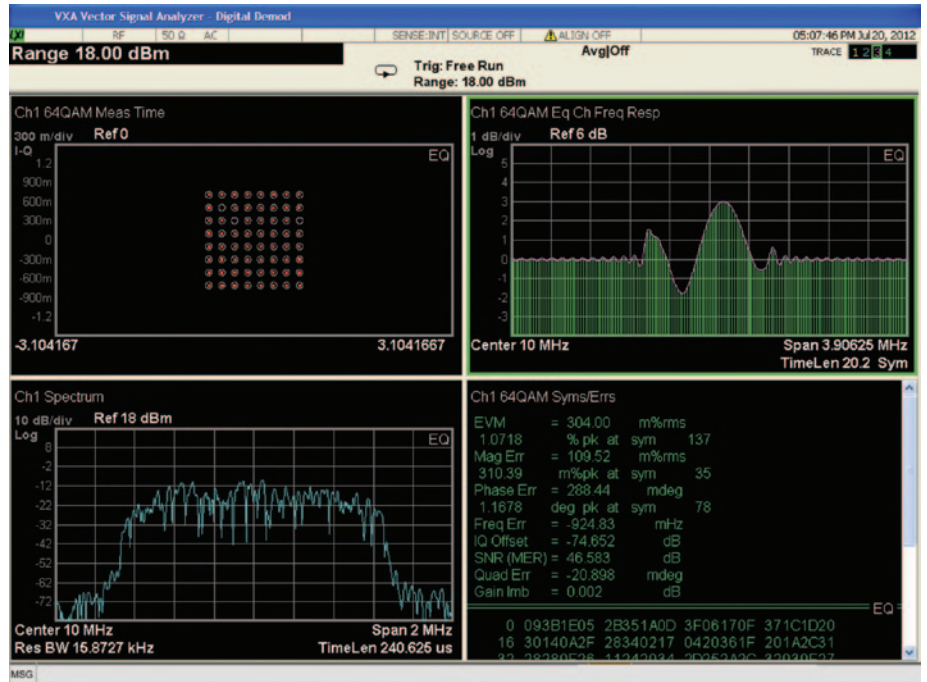 VXA Vector Signal Analyzer - Digital Demod
LXI RF 50 Ω AC SENSE:INT SOURCE OFF ALIGN OFF 05:07:46 PM Jul 20, 2012
Range 18.00 dBm
Trig: Free Run
Range: 18.00 dBm
Avg|Off
TRACE 1 2 3 4
Ch1 64QAM Meas Time
300 m/div Ref 0
I-Q
EQ
1.2
900m
600m
300m
0
-300m
-600m
-900m
-1.2
-3.104167 3.1041667
Ch1 64QAM Eq Ch Freq Resp
1 dB/div Ref 6 dB
Log
EQ
5
4
3
2
1
0
-1
-2
-3
Center 10 MHz Span 3.90625 MHz
TimeLen 20.2 Sym
Ch1 Spectrum
10 dB/div Ref 18 dBm
Log
EQ
8
-2
-12
-22
-32
-42
-52
-62
-72
Center 10 MHz Span 2 MHz
Res BW 15.8727 kHz TimeLen 240.625 us
Ch1 64QAM Syms/Errs
EVM = 304.00 m%rms
1.0718 % pk at sym 137
Mag Err = 109.52 m%rms
310.39 m%pk at sym 35
Phase Err = 288.44 mdeg
1.1678 deg pk at sym 78
Freq Err = -924.83 mHz
IQ Offset = -74.652 dB
SNR (MER) = 46.583 dB
Quad Err = -20.898 mdeg
Gain Imb = 0.002 dB
EQ
0 093B1E05 2B351A0D 3F06170F 371C1D20
16 30140A2F 28340217 0420361F 201A2C31
MSG